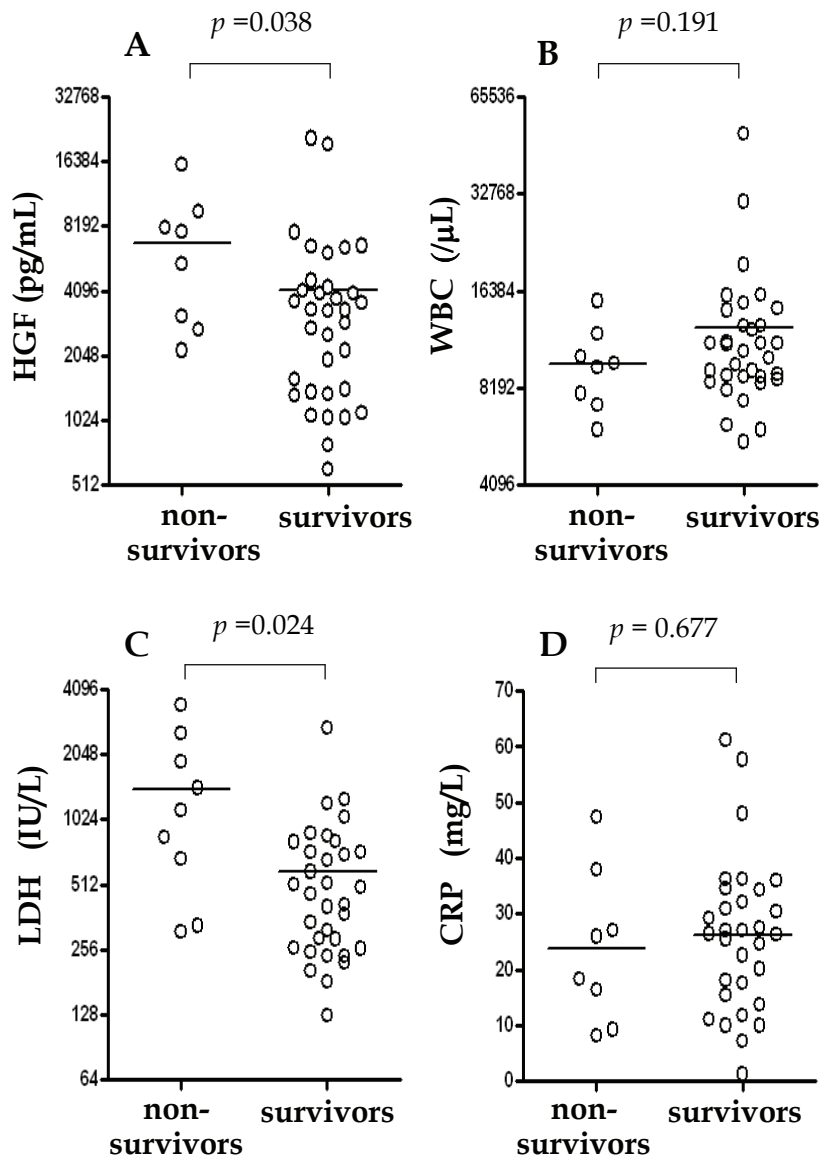 A
p =0.038
HGF (pg/mL)
32768
16384
8192
4096
2048
1024
512
non-
survivors
survivors
B
p =0.191
WBC (/μL)
65536
32768
16384
8192
4096
non-
survivors
survivors
C
p =0.024
LDH (IU/L)
4096
2048
1024
512
256
128
64
non-
survivors
survivors
D
p = 0.677
CRP (mg/L)
70
60
50
40
30
20
10
0
non-
survivors
survivors